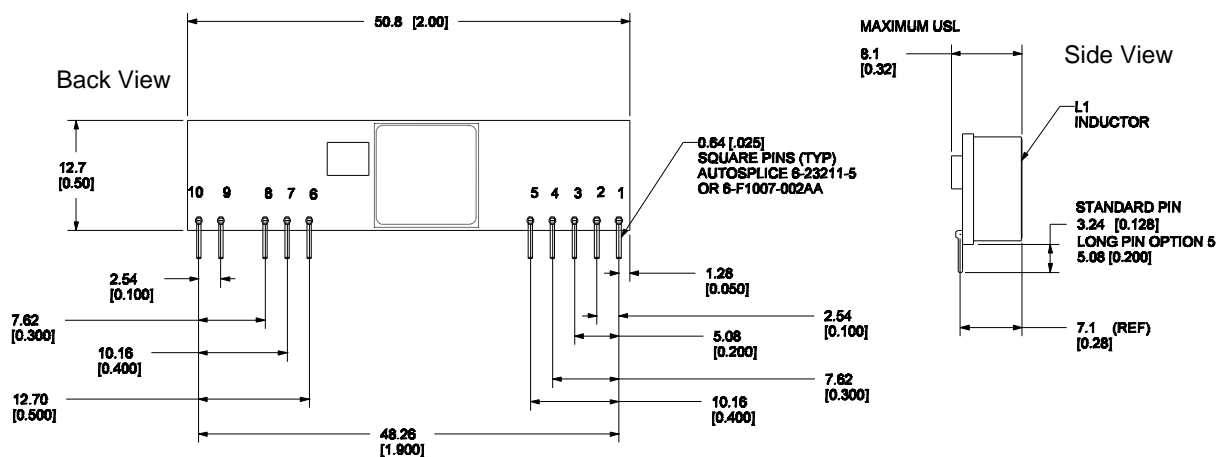 50.8 [2.00]
Back View
12.7
[0.50]
10 9 8 7 6
5 4 3 2 1
0.64 [.025]
SQUARE PINS (TYP)
AUTOSPLICE 6-23211-5
OR 6-F1007-002AA
2.54
[0.100]
7.62
[0.300]
10.16
[0.400]
12.70
[0.500]
1.28
[0.050]
2.54
[0.100]
5.08
[0.200]
7.62
[0.300]
10.16
[0.400]
48.26
[1.900]
MAXIMUM USL
8.1
[0.32]
Side View
L1
INDUCTOR
STANDARD PIN
3.24 [0.128]
LONG PIN OPTION 5
5.08 [0.200]
7.1 (REF)
[0.28]